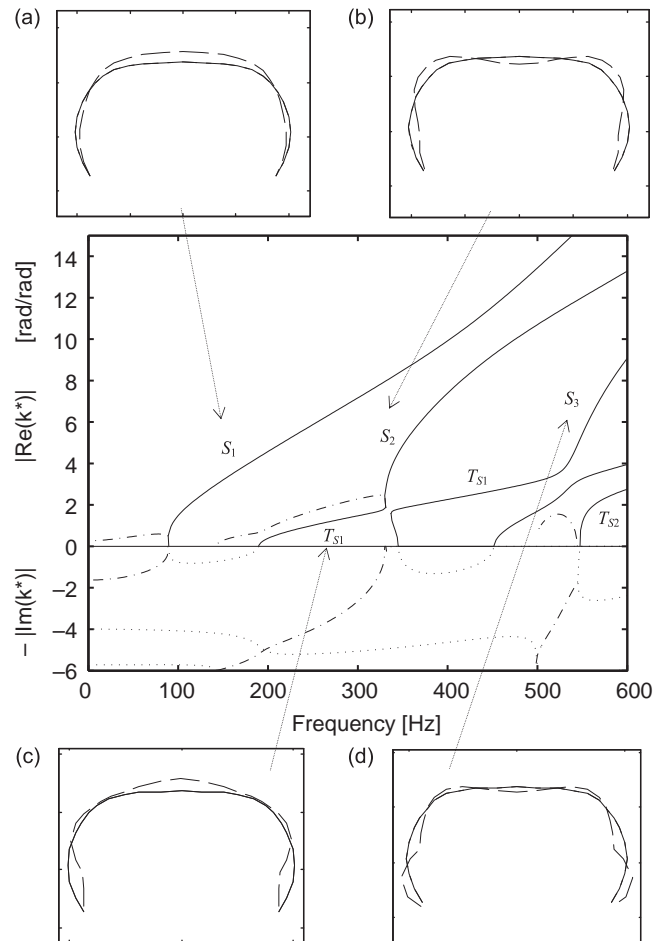 (a)
(b)
14
12
10
8
6
4
2
0
−2
−4
−6
− |Im(k*)| |Re(k*)| [rad/rad]
S1
S2
S3
TS1
TS1
TS2
0 100 200 300 400 500 600
Frequency [Hz]
(c)
(d)